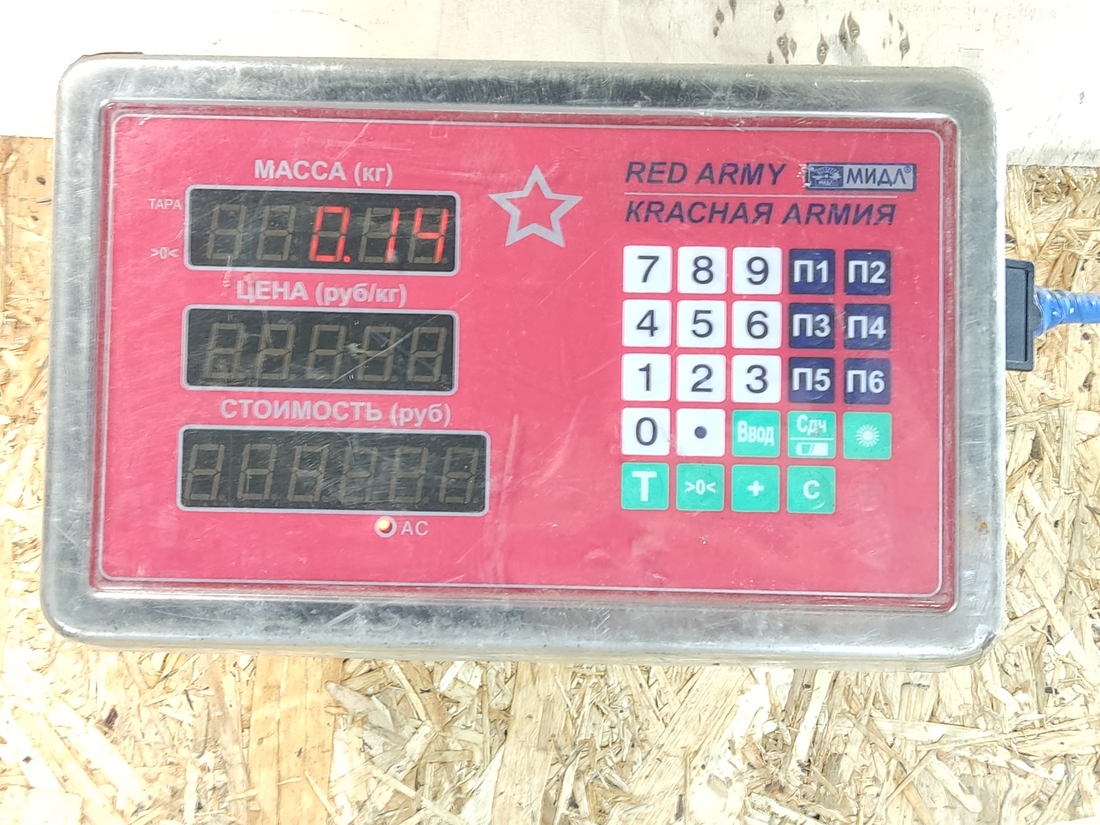 МАССА (кг)
ТАРА
0.14
>0<
ЦЕНА (руб/кг)
СТОИМОСТЬ (руб)
AC
RED ARMY МИДЛ®
КRАСНАЯ АRМИЯ
7 8 9 П1 П2
4 5 6 П3 П4
1 2 3 П5 П6
0 • Ввод Сдч
T >0< + C